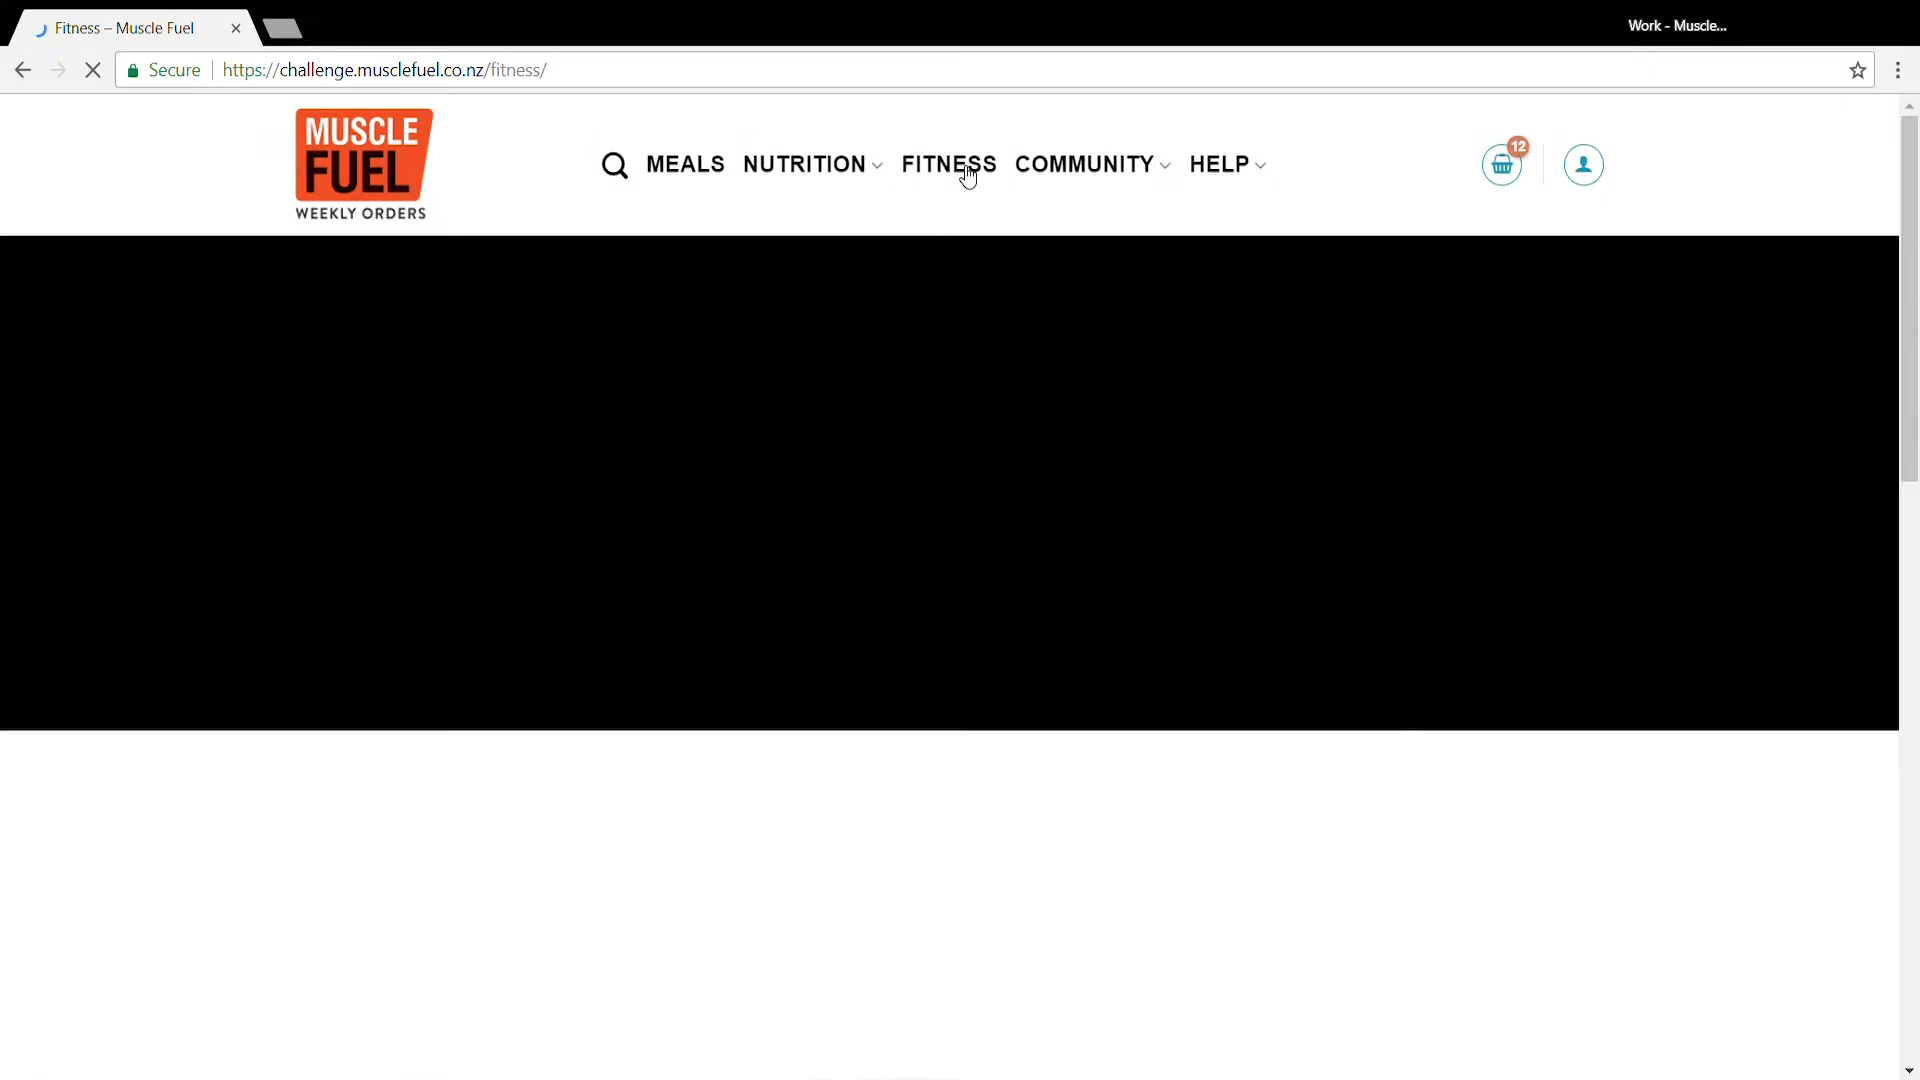 Fitness – Muscle Fuel
Work - Muscle...
Secure
https://challenge.musclefuel.co.nz/fitness/
MUSCLE
FUEL
WEEKLY ORDERS
MEALS NUTRITION FITNESS COMMUNITY HELP
12